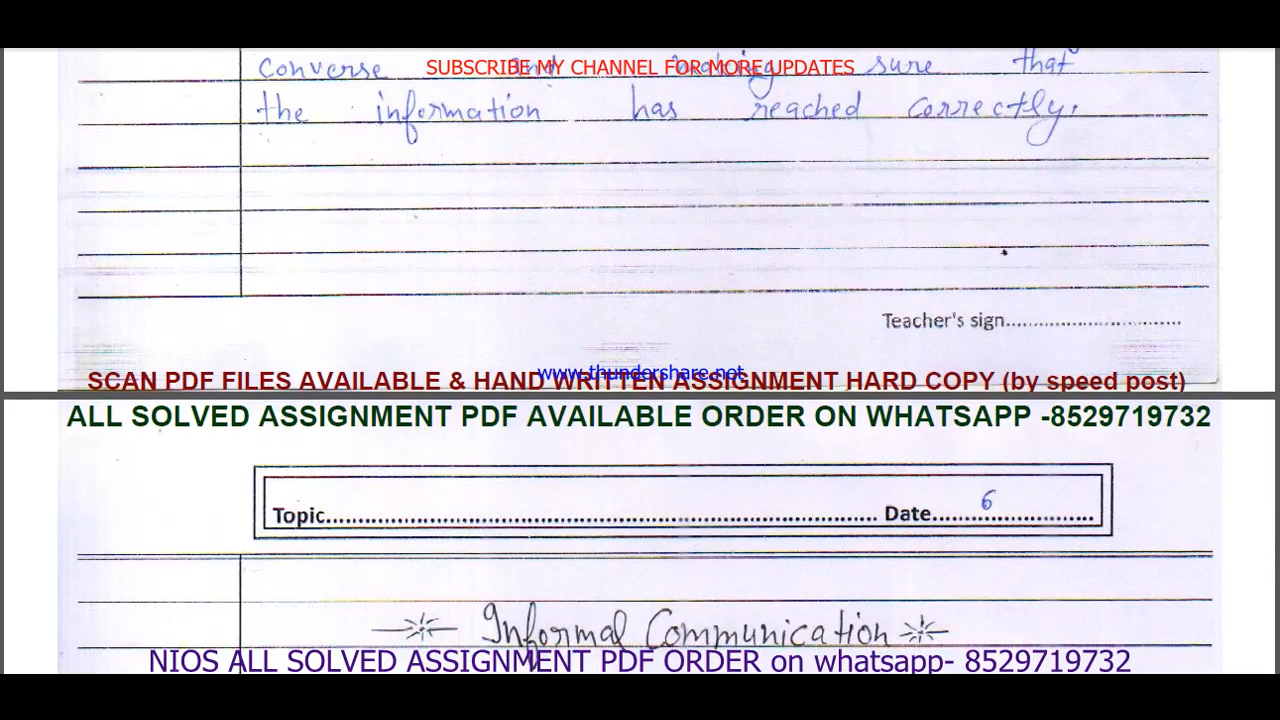 converse and making sure that
SUBSCRIBE MY CHANNEL FOR MORE UPDATES
the information has reached correctly.
Teacher's sign...............................
www.thundershare.net
SCAN PDF FILES AVAILABLE & HAND WRITTEN ASSIGNMENT HARD COPY (by speed post)
ALL SOLVED ASSIGNMENT PDF AVAILABLE ORDER ON WHATSAPP -8529719732
Topic.................................................................................... Date......6..........
Informal Communication
NIOS ALL SOLVED ASSIGNMENT PDF ORDER on whatsapp- 8529719732